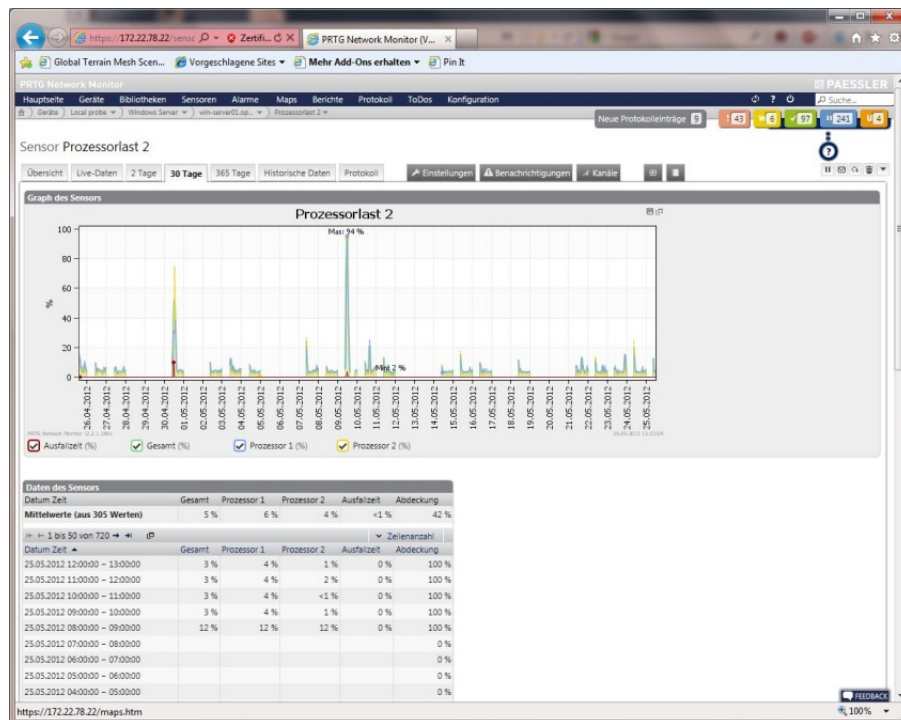 https://172.22.78.22/sensc
Zertifi...
PRTG Network Monitor (V...
Global Terrain Mesh Scen...
Vorgeschlagene Sites
Mehr Add-Ons erhalten
Pin It
PRTG Network Monitor
PAESSLER
Hauptseite Geräte Bibliotheken Sensoren Alarme Maps Berichte Protokoll ToDos Konfiguration
Suche...
Geräte Local probe Windows Server win-server01.op... Prozessorlast 2
Neue Protokolleinträge 9
43 6 97 241 4
Sensor Prozessorlast 2
Übersicht Live-Daten 2 Tage 30 Tage 365 Tage Historische Daten Protokoll Einstellungen Benachrichtigungen Kanäle
Graph des Sensors
Prozessorlast 2
Max: 94 %
100
80
60
%
40
20
Min: 2 %
0
26.04.2012 27.04.2012 28.04.2012 29.04.2012 30.04.2012 01.05.2012 02.05.2012 03.05.2012 04.05.2012 05.05.2012 06.05.2012 07.05.2012 08.05.2012 09.05.2012 10.05.2012 11.05.2012 12.05.2012 13.05.2012 14.05.2012 15.05.2012 16.05.2012 17.05.2012 18.05.2012 19.05.2012 20.05.2012 21.05.2012 22.05.2012 23.05.2012 24.05.2012 25.05.2012
PRTG Network Monitor
Ausfallzeit (%) Gesamt (%) Prozessor 1 (%) Prozessor 2 (%)
Daten des Sensors
Datum Zeit Gesamt Prozessor 1 Prozessor 2 Ausfallzeit Abdeckung
Mittelwerte (aus 305 Werten) 5 % 6 % 4 % <1 % 42 %
1 bis 50 von 720 Zeilenanzahl
Datum Zeit Gesamt Prozessor 1 Prozessor 2 Ausfallzeit Abdeckung
25.05.2012 12:00:00 - 13:00:00 3 % 4 % 1 % 0 % 100 %
25.05.2012 11:00:00 - 12:00:00 3 % 4 % 2 % 0 % 100 %
25.05.2012 10:00:00 - 11:00:00 3 % 4 % <1 % 0 % 100 %
25.05.2012 09:00:00 - 10:00:00 3 % 4 % 1 % 0 % 100 %
25.05.2012 08:00:00 - 09:00:00 12 % 12 % 12 % 0 % 100 %
25.05.2012 07:00:00 - 08:00:00 0 %
25.05.2012 06:00:00 - 07:00:00 0 %
25.05.2012 05:00:00 - 06:00:00 0 %
25.05.2012 04:00:00 - 05:00:00 0 %
FEEDBACK
https://172.22.78.22/maps.htm
100%